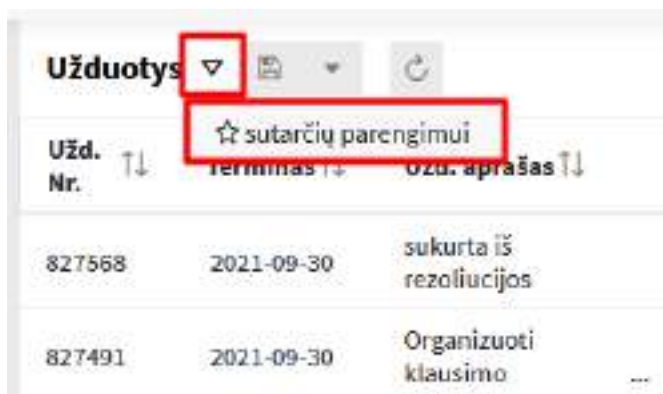 Užduotys
☆ sutarčių parengimui
Užd. Nr.
Terminas
Užd. aprašas
827568
2021-09-30
sukurta iš
rezoliucijos
827491
2021-09-30
Organizuoti
klausimo
...